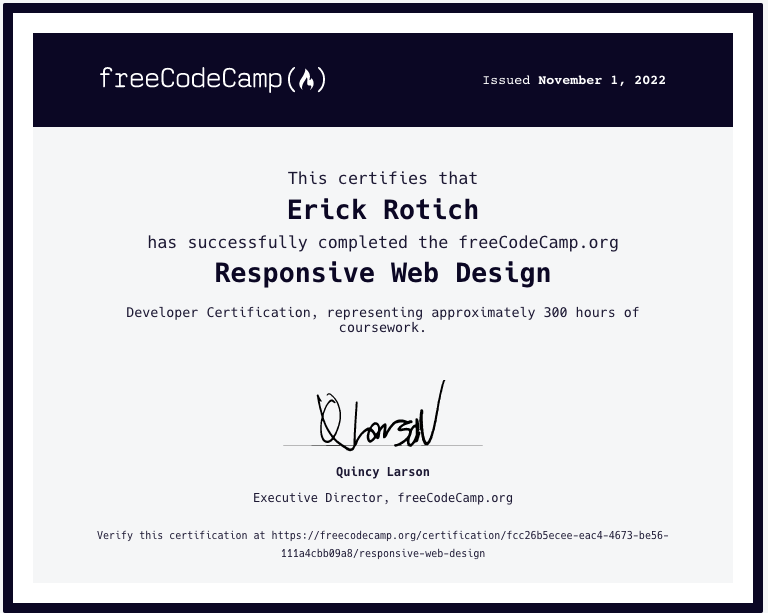 freeCodeCamp
Issued November 1, 2022
This certifies that
Erick Rotich
has successfully completed the freeCodeCamp.org
Responsive Web Design
Developer Certification, representing approximately 300 hours of
coursework.
Q Larson
Quincy Larson
Executive Director, freeCodeCamp.org
Verify this certification at https://freecodecamp.org/certification/fcc26b5ecee-eac4-4673-be56-
111a4cbb09a8/responsive-web-design